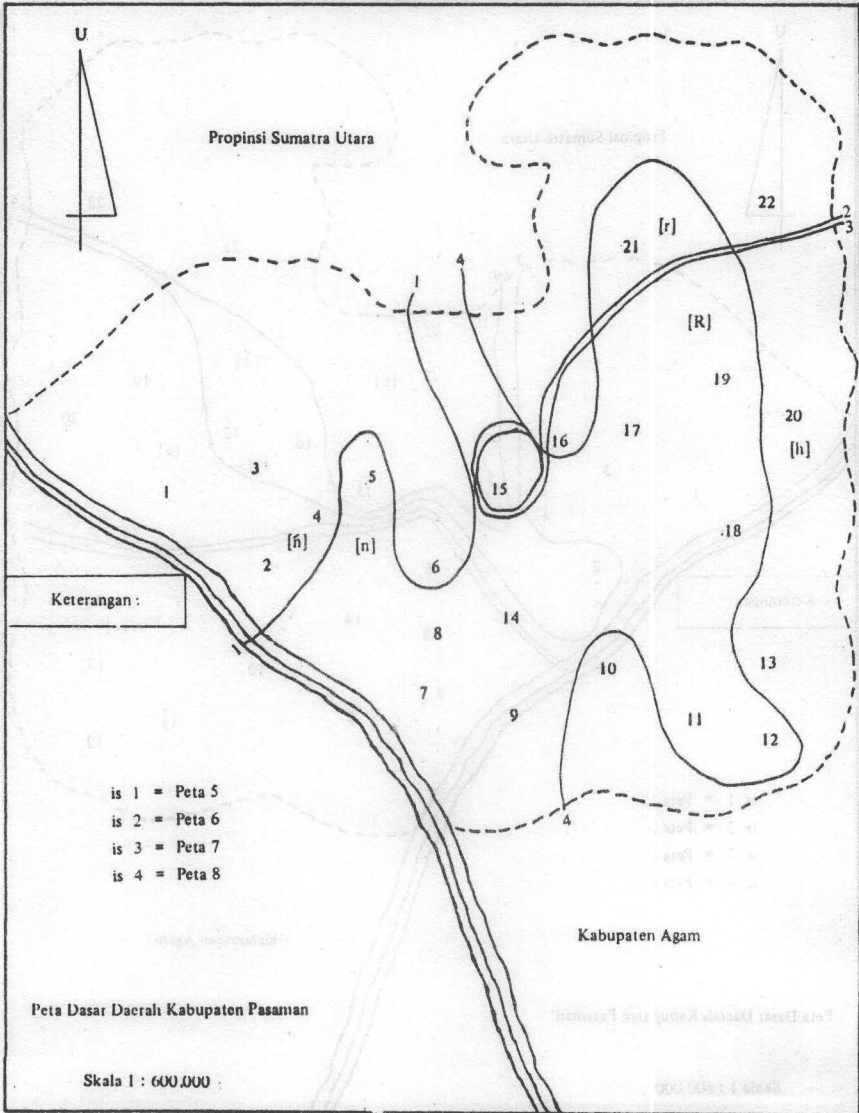 U
Propinsi Sumatra Utara
22
[r]
21
2
3
1
4
[R]
19
20
16
17
[h]
3
5
1
15
4
18
[ñ]
[n]
2
6
Keterangan :
14
8
10
13
7
9
11
12
is 1 = Peta 5
is 2 = Peta 6
is 3 = Peta 7
is 4 = Peta 8
4
Kabupaten Agam
Peta Dasar Daerah Kabupaten Pasaman
Skala 1 : 600.000